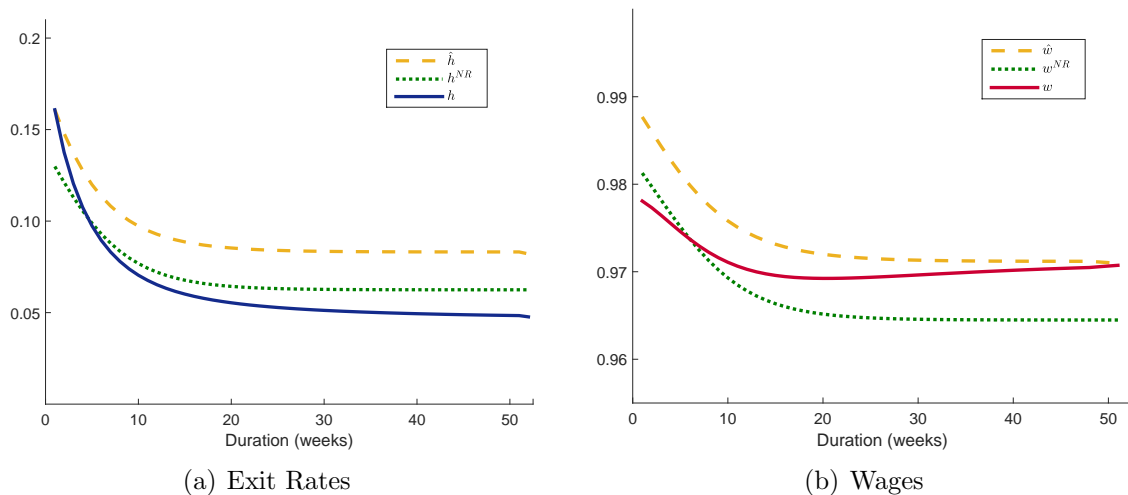 0.2
0.15
0.10
0.05
0 10 20 30 40 50
Duration (weeks)
ĥ
h^{NR}
h
(a) Exit Rates
0.99
0.98
0.97
0.96
0 10 20 30 40 50
Duration (weeks)
ŵ
w^{NR}
w
(b) Wages